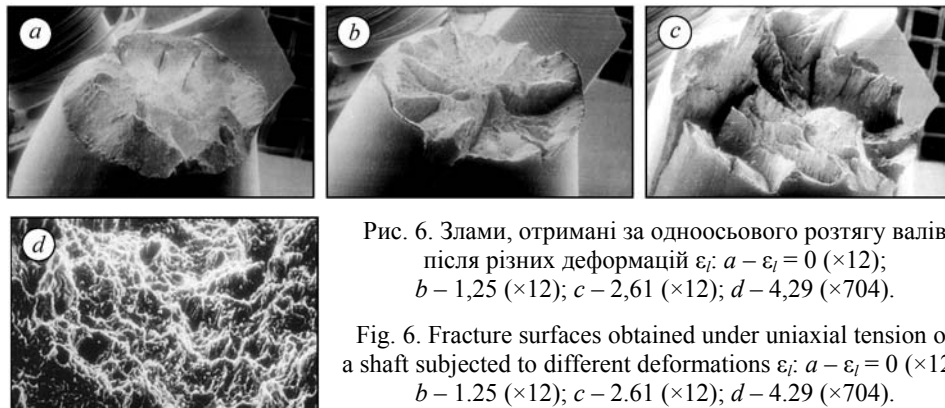 a
b
c
d
Рис. 6. Злами, отримані за одноосьового розтягу валів
після різних деформацій εl: a – εl = 0 (×12);
b – 1,25 (×12); c – 2,61 (×12); d – 4,29 (×704).
Fig. 6. Fracture surfaces obtained under uniaxial tension o
a shaft subjected to different deformations εl: a – εl = 0 (×12
b – 1.25 (×12); c – 2.61 (×12); d – 4.29 (×704).